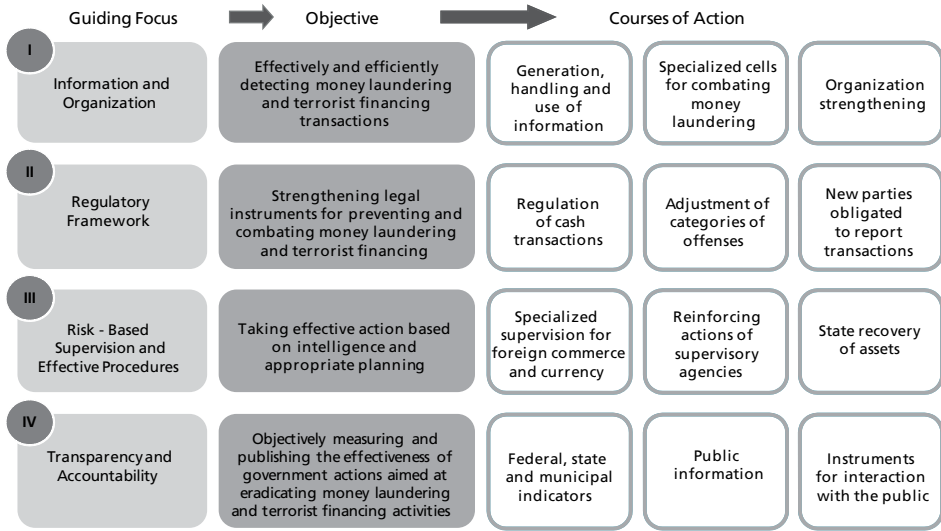 Guiding Focus
Objective
Courses of Action
I
Information and
Organization
Effectively and efficiently
detecting money laundering
and terrorist financing
transactions
Generation,
handling and
use of
information
Specialized cells
for combating
money
laundering
Organization
strengthening
II
Regulatory
Framework
Strengthening legal
instruments for preventing and
combating money laundering
and terrorist financing
Regulation
of cash
transactions
Adjustment of
categories of
offenses
New parties
obligated
to report
transactions
III
Risk - Based
Supervision and
Effective Procedures
Taking effective action based
on intelligence and
appropriate planning
Specialized
supervision for
foreign commerce
and currency
Reinforcing
actions of
supervisory
agencies
State recovery
of assets
IV
Transparency and
Accountability
Objectively measuring and
publishing the effectiveness of
government actions aimed at
eradicating money laundering
and terrorist financing activities
Federal, state
and municipal
indicators
Public
information
Instruments
for interaction
with the public